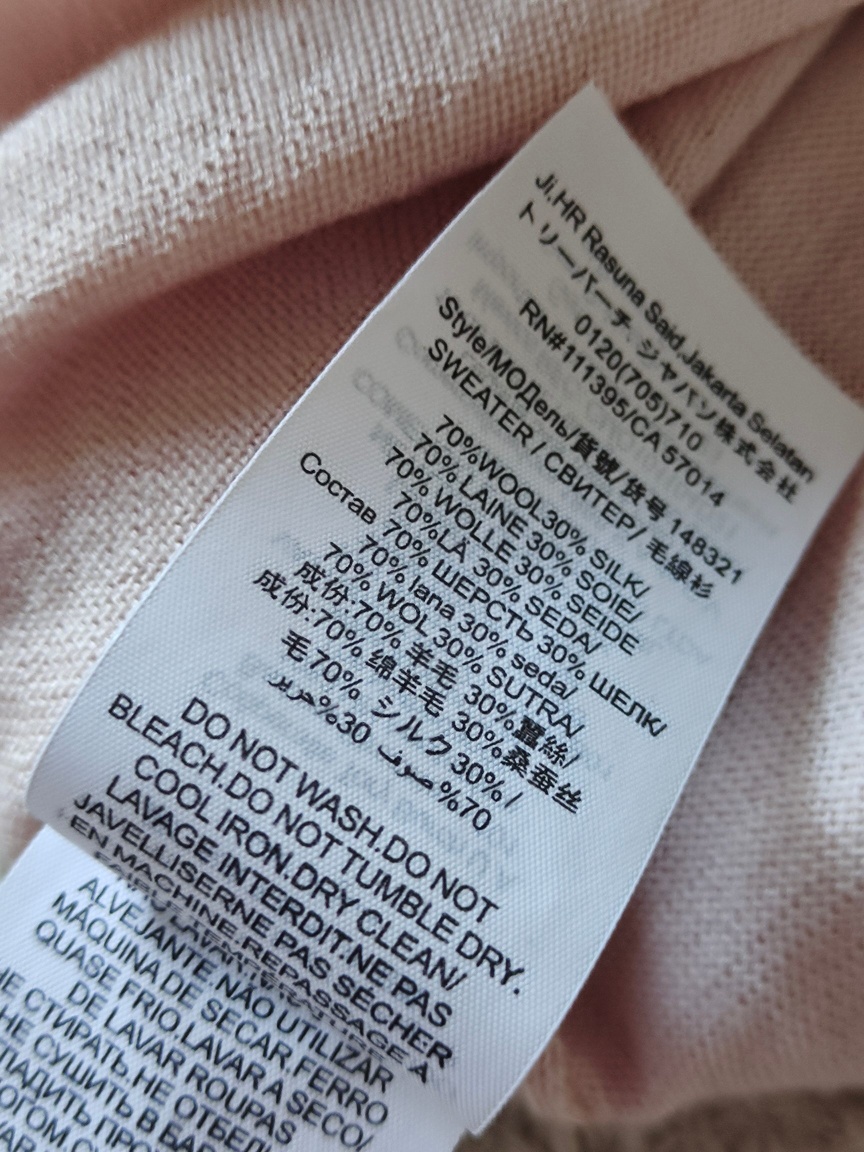 Ji.HR Rasuna Said,Jakarta Selatan
トリーバーチ. ジャパン株式会社
0120(705)710
RN#111395/CA 57014
Style/МОДель/貨號/货号 148321
SWEATER / СВИТЕР/ 毛線衫
70%WOOL30% SILK/
70% LAINE 30% SOIE/
70% WOLLE 30% SEIDE
70%LÀ 30% SEDA/
Состав 70% ШЕРСТЬ 30% ШЕЛК/
70% lana 30% seda/
70% WOL 30% SUTRA/
成份:70% 羊毛 30%蠶絲/
成份:70% 绵羊毛 30%桑蚕丝
毛70% シルク30% /
70% صوف 30%حرير
DO NOT WASH.DO NOT
BLEACH.DO NOT TUMBLE DRY.
COOL IRON.DRY CLEAN/
LAVAGE INTERDIT.NE PAS
JAVELLISERNE PAS SÉCHER
EN MACHINE.REPASSAGE À
ALVEJANTE NÃO UTILIZAR
MÁQUINA DE SECAR.FERRO
QUASE FRIO.LAVAR A SECO/
DE LAVAR ROUPAS
НЕ СТИРАТЬ.НЕ
НЕ СУШИТЬ В